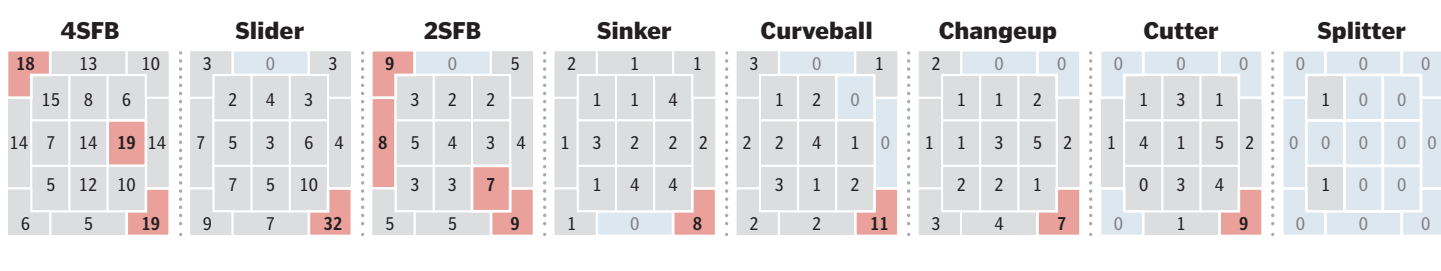 4SFB Slider 2SFB Sinker Curveball Changeup Cutter Splitter
18 13 10 3 0 3 9 0 5 2 1 1 3 0 1 2 0 0 0 0 0 0 0 0
15 8 6 2 4 3 3 2 2 1 1 4 1 2 0 1 1 2 1 3 1 1 0 0
14 7 14 19 14 7 5 3 6 4 8 5 4 3 4 1 3 2 2 2 2 2 4 1 0 1 1 3 5 2 1 4 1 5 2 0 0 0 0 0
5 12 10 7 5 10 3 3 7 1 4 4 3 1 2 2 2 1 0 3 4 1 0 0
6 5 19 9 7 32 5 5 9 1 0 8 2 2 11 3 4 7 0 1 9 0 0 0